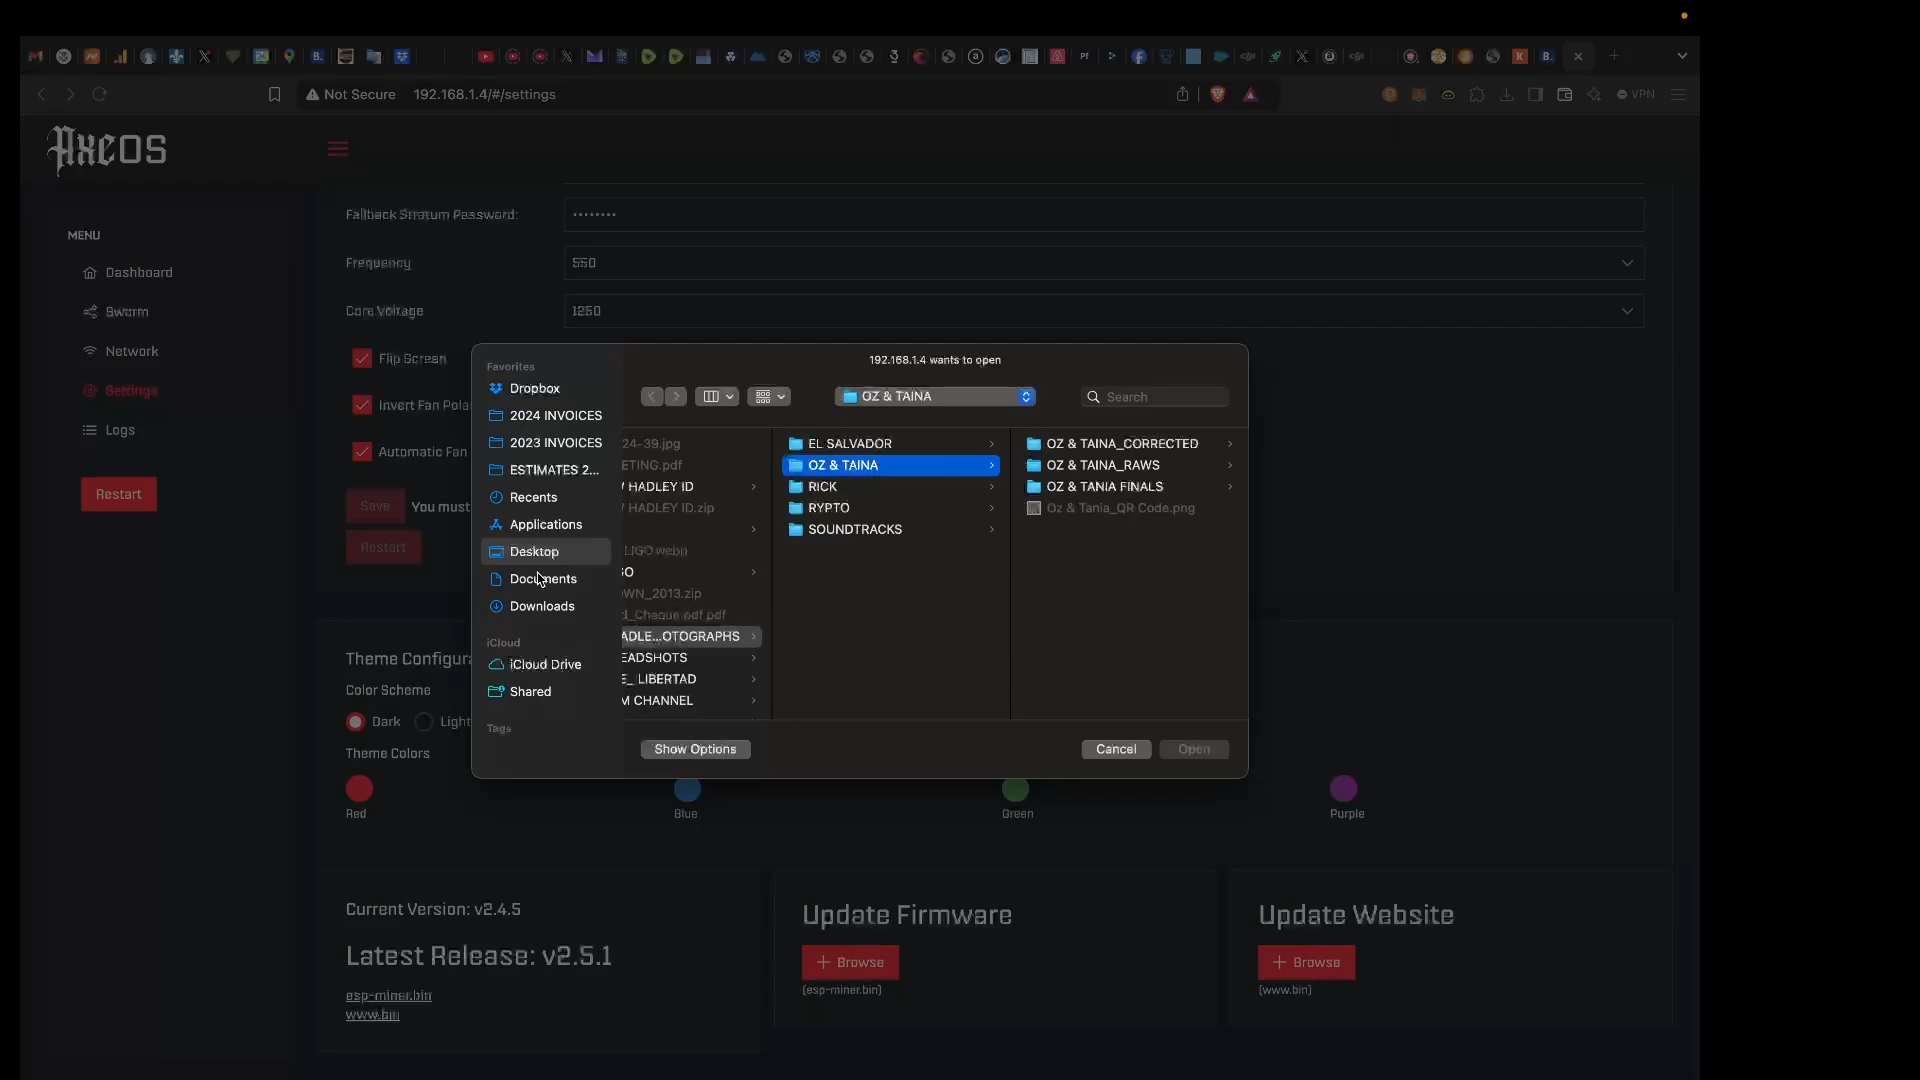 Not Secure 192.168.1.4/#/settings
VPN
AxeOS
MENU
Dashboard
Swarm
Network
Settings
Logs
Restart
Fallback Stratum Password:
Frequency
550
Core Voltage
1250
Flip Screen
Invert Fan Pola
Automatic Fan
Save
You must
Restart
192.168.1.4 wants to open
Favorites
Dropbox
2024 INVOICES
2023 INVOICES
ESTIMATES 2...
Recents
Applications
Desktop
Documents
Downloads
iCloud
iCloud Drive
Shared
Tags
OZ & TAINA
Search
24-39.jpg
ETING.pdf
HADLEY ID
HADLEY ID.zip
GO
OWN_2013.zip
ADLE...OTOGRAPHS
EADSHOTS
E_ LIBERTAD
M CHANNEL
EL SALVADOR
OZ & TAINA
RICK
RYPTO
SOUNDTRACKS
OZ & TAINA_CORRECTED
OZ & TAINA_RAWS
OZ & TANIA FINALS
Oz & Tania_QR Code.png
Show Options
Cancel
Open
Theme Configura
Color Scheme
Dark
Light
Theme Colors
Red
Blue
Green
Purple
Current Version: v2.4.5
Latest Release: v2.5.1
esp-miner.bin
www.bin
Update Firmware
Browse
(esp-miner.bin)
Update Website
Browse
(www.bin)